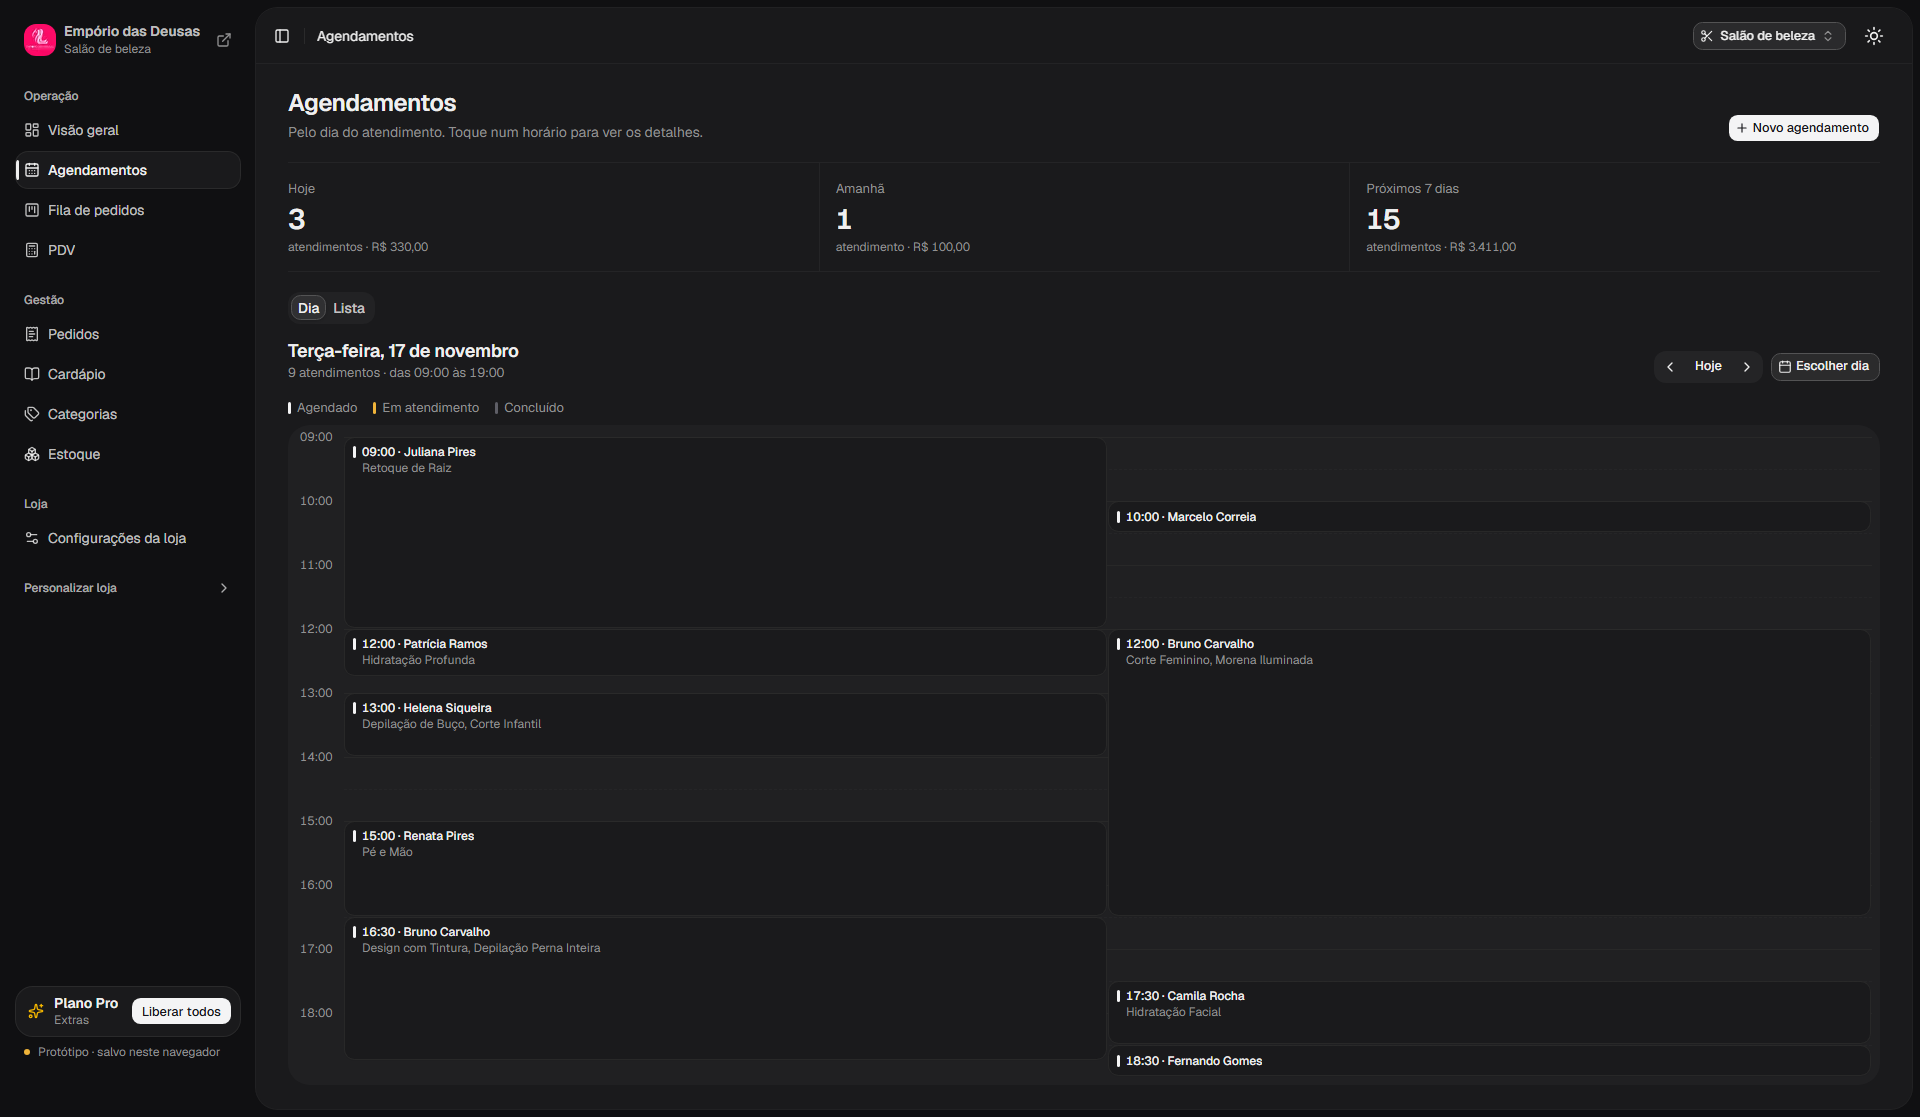 Empório das Deusas
Salão de beleza
Operação
Visão geral
Agendamentos
Fila de pedidos
PDV
Gestão
Pedidos
Cardápio
Categorias
Estoque
Loja
Configurações da loja
Personalizar loja
Plano Pro
Extras
Liberar todos
Protótipo · salvo neste navegador
Agendamentos
Salão de beleza
Agendamentos
Pelo dia do atendimento. Toque num horário para ver os detalhes.
+ Novo agendamento
Hoje
3
atendimentos · R$ 330,00
Amanhã
1
atendimento · R$ 100,00
Próximos 7 dias
15
atendimentos · R$ 3.411,00
Dia Lista
Terça-feira, 17 de novembro
9 atendimentos · das 09:00 às 19:00
Hoje
Escolher dia
Agendado Em atendimento Concluído
09:00
09:00 · Juliana Pires
Retoque de Raiz
10:00
10:00 · Marcelo Correia
11:00
12:00
12:00 · Patrícia Ramos
Hidratação Profunda
12:00 · Bruno Carvalho
Corte Feminino, Morena Iluminada
13:00
13:00 · Helena Siqueira
Depilação de Buço, Corte Infantil
14:00
15:00
15:00 · Renata Pires
Pé e Mão
16:00
16:30 · Bruno Carvalho
Design com Tintura, Depilação Perna Inteira
17:00
17:30 · Camila Rocha
Hidratação Facial
18:00
18:30 · Fernando Gomes